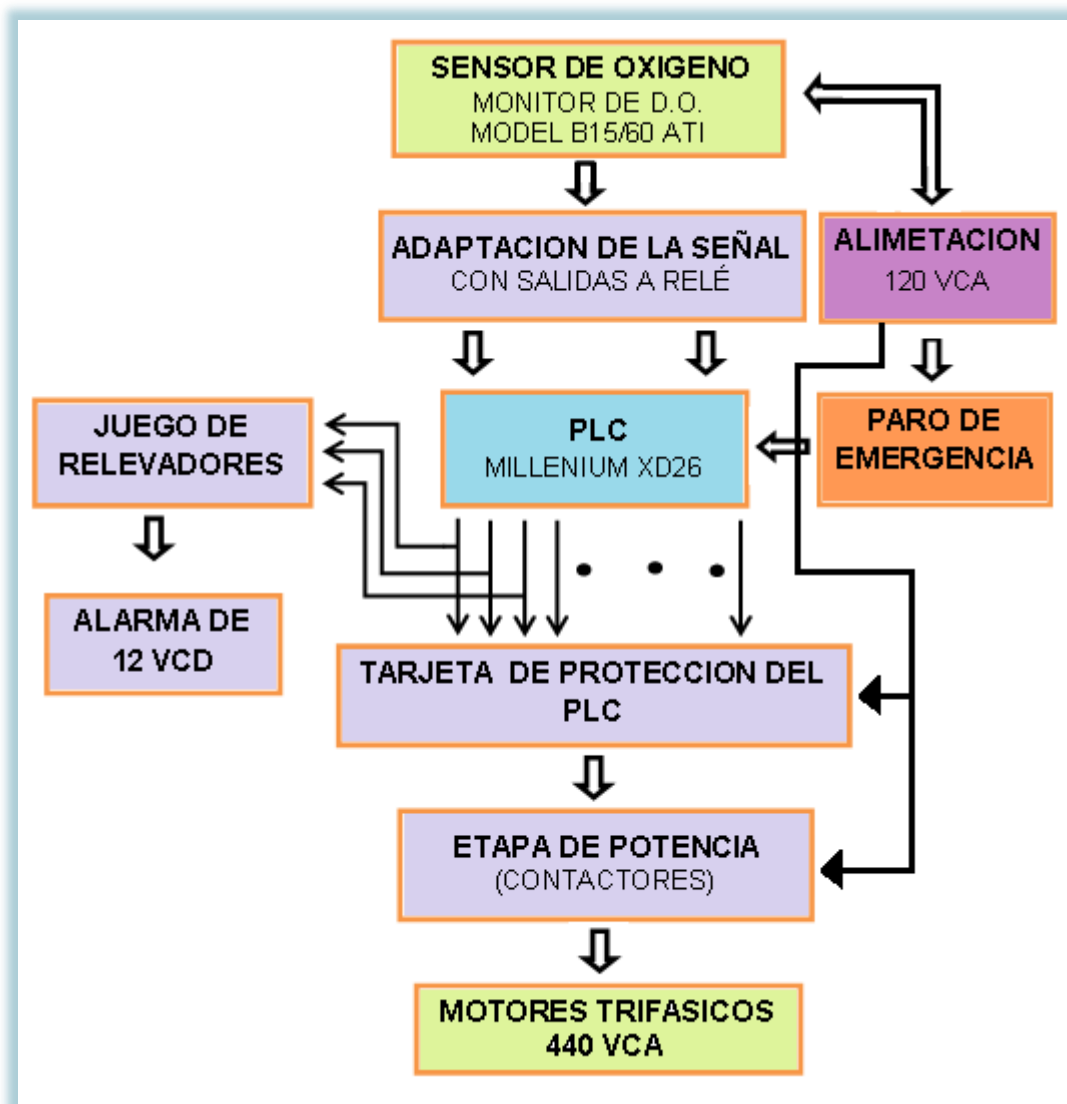 SENSOR DE OXIGENO
MONITOR DE D.O.
MODEL B15/60 ATI
ADAPTACION DE LA SEÑAL
CON SALIDAS A RELÉ
ALIMETACION
120 VCA
JUEGO DE
RELEVADORES
PLC
MILLENIUM XD26
PARO DE
EMERGENCIA
ALARMA DE
12 VCD
TARJETA DE PROTECCION DEL
PLC
ETAPA DE POTENCIA
(CONTACTORES)
MOTORES TRIFASICOS
440 VCA